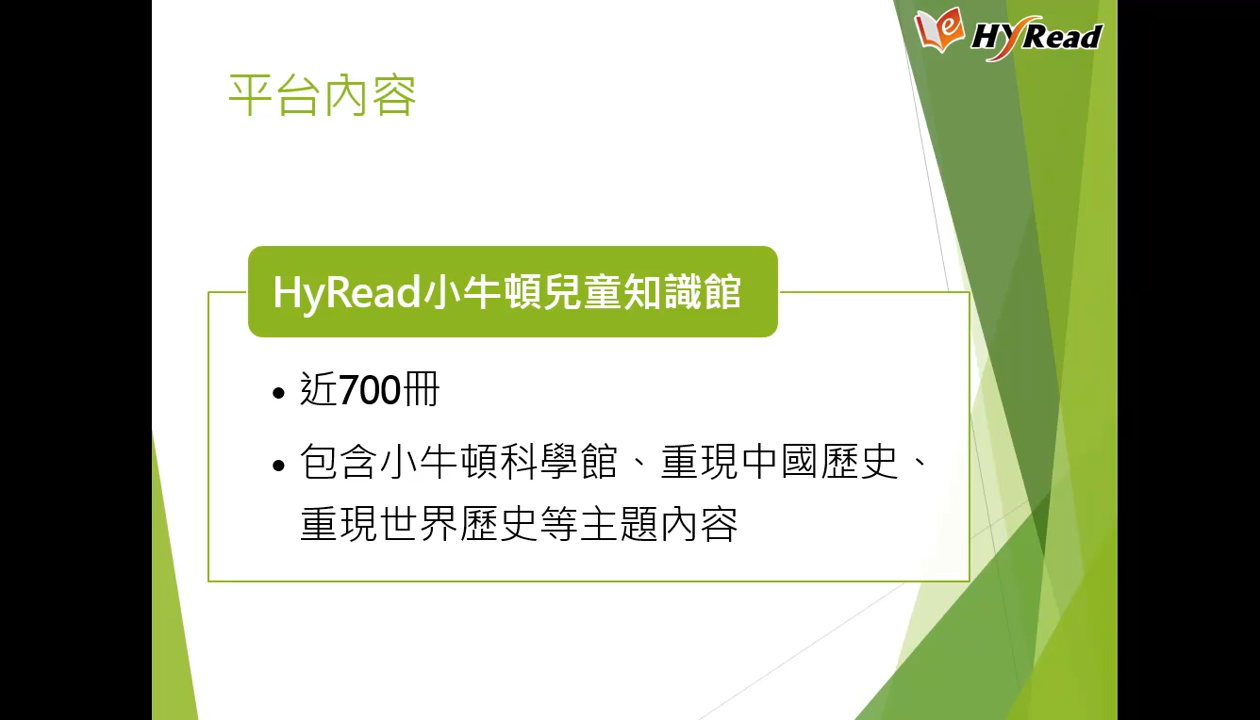 HyRead
平台內容
HyRead小牛頓兒童知識館
• 近700冊
• 包含小牛頓科學館、重現中國歷史、
重現世界歷史等主題內容